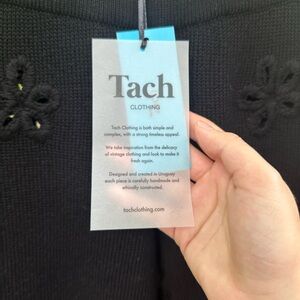 Tach
CLOTHING
Tach Clothing is both simple and
complex, with a strong timeless appeal.
We take inspiration from the delicacy
of vintage clothing and look to make it
fresh again.
Designed and created in Uruguay
each piece is carefully handmade and
ethically constructed.
tachclothing.com